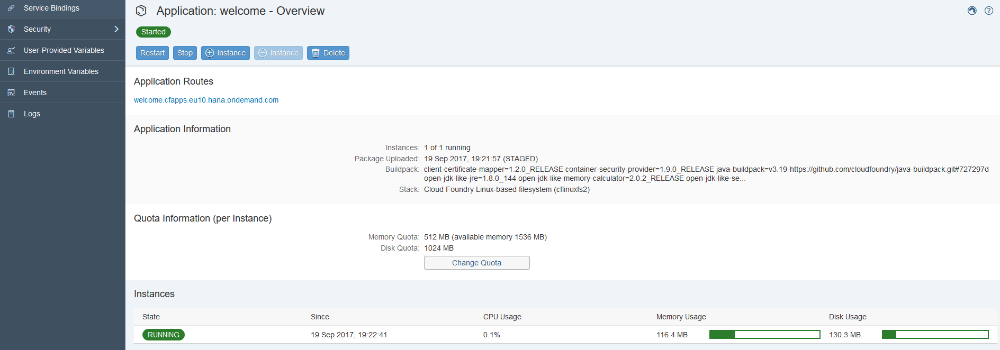 Service Bindings
Security
User-Provided Variables
Environment Variables
Events
Logs
Application: welcome - Overview
Started
Restart Stop Instance Instance Delete
Application Routes
welcome.cfapps.eu10.hana.ondemand.com
Application Information
Instances: 1 of 1 running
Package Uploaded: 19 Sep 2017, 19:21:57 (STAGED)
Buildpack: client-certificate-mapper=1.2.0_RELEASE container-security-provider=1.9.0_RELEASE java-buildpack=v3.19-https://github.com/cloudfoundry/java-buildpack.git#727297d
open-jdk-like-jre=1.8.0_144 open-jdk-like-memory-calculator=2.0.2_RELEASE open-jdk-like-se...
Stack: Cloud Foundry Linux-based filesystem (cflinuxfs2)
Quota Information (per Instance)
Memory Quota: 512 MB (available memory 1536 MB)
Disk Quota: 1024 MB
Change Quota
Instances
State Since CPU Usage Memory Usage Disk Usage
RUNNING 19 Sep 2017, 19:22:41 0.1% 116.4 MB 130.3 MB